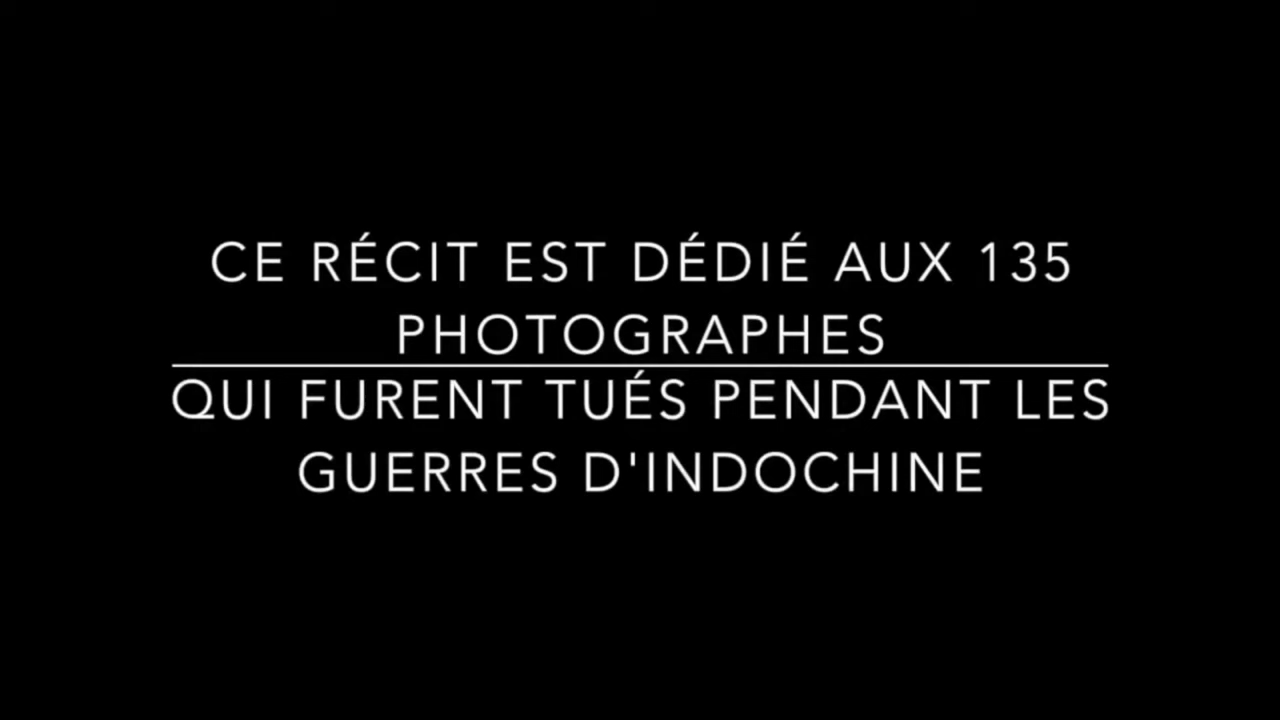 CE RÉCIT EST DÉDIÉ AUX 135
PHOTOGRAPHES
QUI FURENT TUÉS PENDANT LES
GUERRES D'INDOCHINE